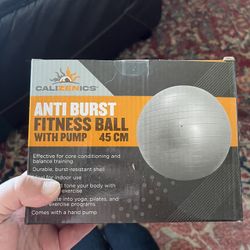 CALIZENICS®
ANTI BURST
FITNESS BALL
WITH PUMP 45 CM
Effective for core conditioning and
balance training
Durable, burst-resistant shell
for indoor use
tone your body with
exercise
into yoga, pilates, and
exercise programs
Comes with a hand pump